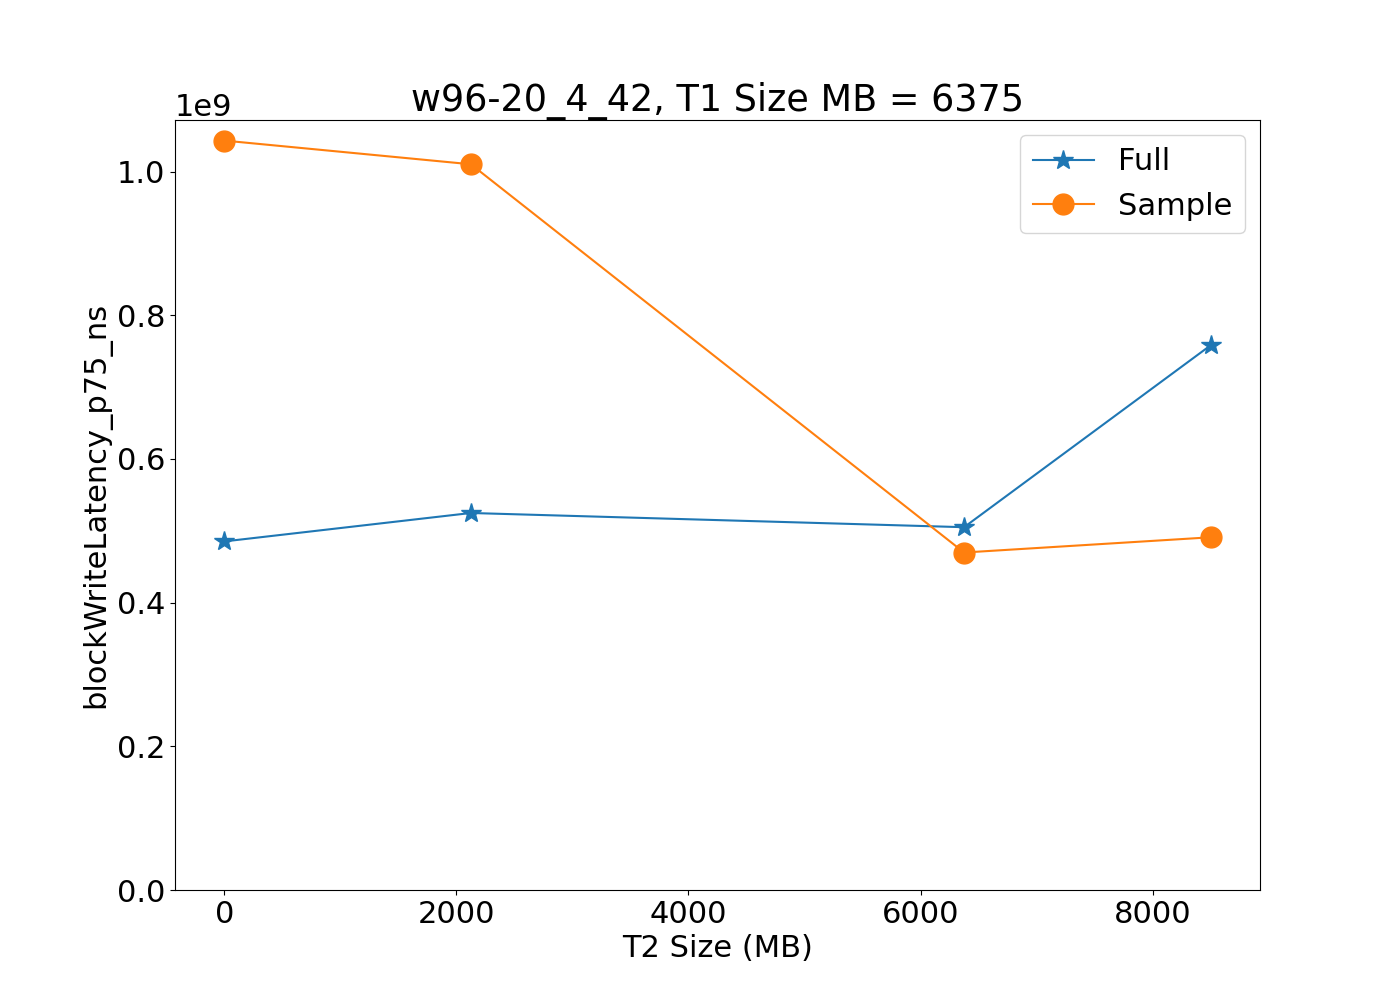 w96-20_4_42, T1 Size MB = 6375
1e9
Full
Sample
1.0
0.8
0.6
0.4
0.2
0.0
blockWriteLatency_p75_ns
0 2000 4000 6000 8000
T2 Size (MB)